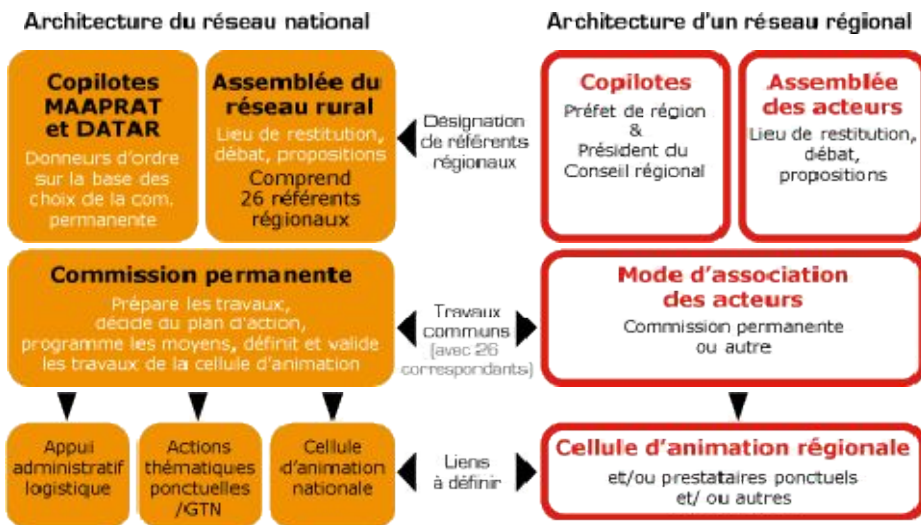 Architecture du réseau national
Architecture d'un réseau régional
Copilotes
MAAPRAT
et DATAR
Donneurs d'ordre
sur la base des
choix de la com.
permanente
Assemblée du
réseau rural
Lieu de restitution,
débat, propositions
Comprend
26 référents
régionaux
Désignation
de référents
régionaux
Copilotes
Préfet de région
&
Président du
Conseil régional
Assemblée
des acteurs
Lieu de restitution,
débat,
propositions
Commission permanente
Prépare les travaux,
décide du plan d'action,
programme les moyens, définit et valide
les travaux de la cellule d'animation
Travaux
communs
(avec 26
correspondants)
Mode d'association
des acteurs
Commission permanente
ou autre
Appui
administratif
logistique
Actions
thématiques
ponctuelles
/GTN
Cellule
d'animation
nationale
Liens
à définir
Cellule d'animation régionale
et/ou prestataires ponctuels
et/ ou autres